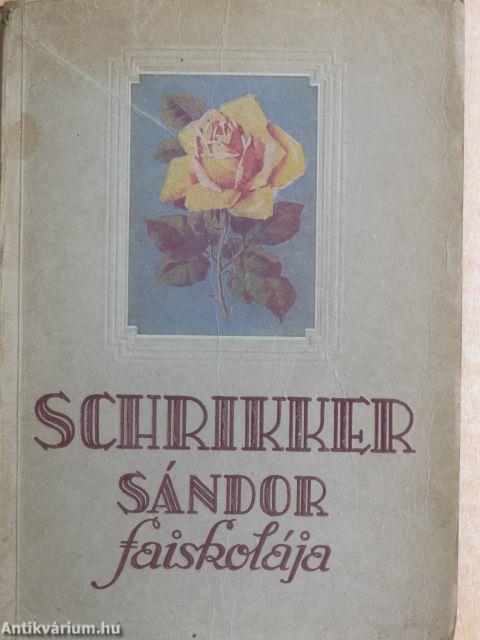 SCHRIKKER
SÁNDOR
faiskolája
Antikvárium.hu